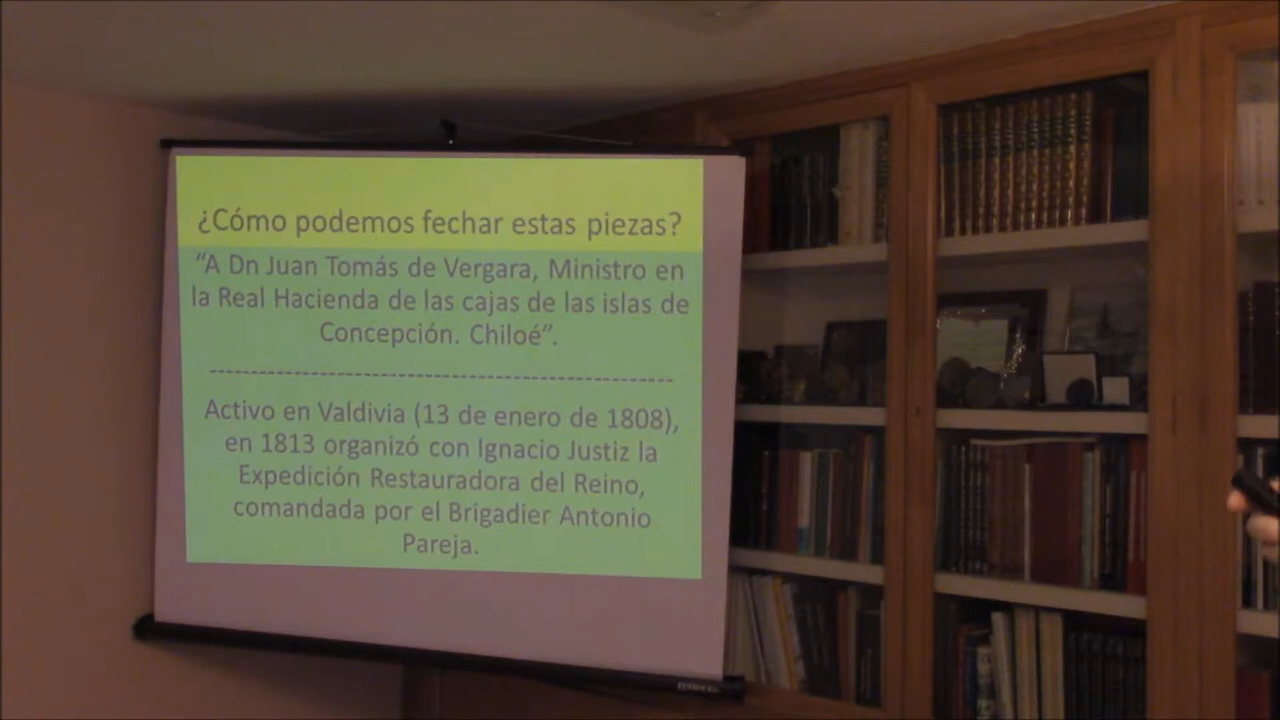 ¿Cómo podemos fechar estas piezas?
“A Dn Juan Tomás de Vergara, Ministro en
la Real Hacienda de las cajas de las islas de
Concepción. Chiloé”.
--------------------------------------------------------
Activo en Valdivia (13 de enero de 1808),
en 1813 organizó con Ignacio Justiz la
Expedición Restauradora del Reino,
comandada por el Brigadier Antonio
Pareja.